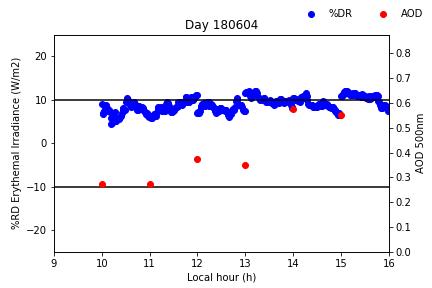 %DR AOD
Day 180604
%RD Erythemal Irradiance (W/m2)
20
10
0
−10
−20
0.8
0.7
0.6
0.5
0.4
0.3
0.2
0.1
0.0
AOD 500nm
9 10 11 12 13 14 15 16
Local hour (h)